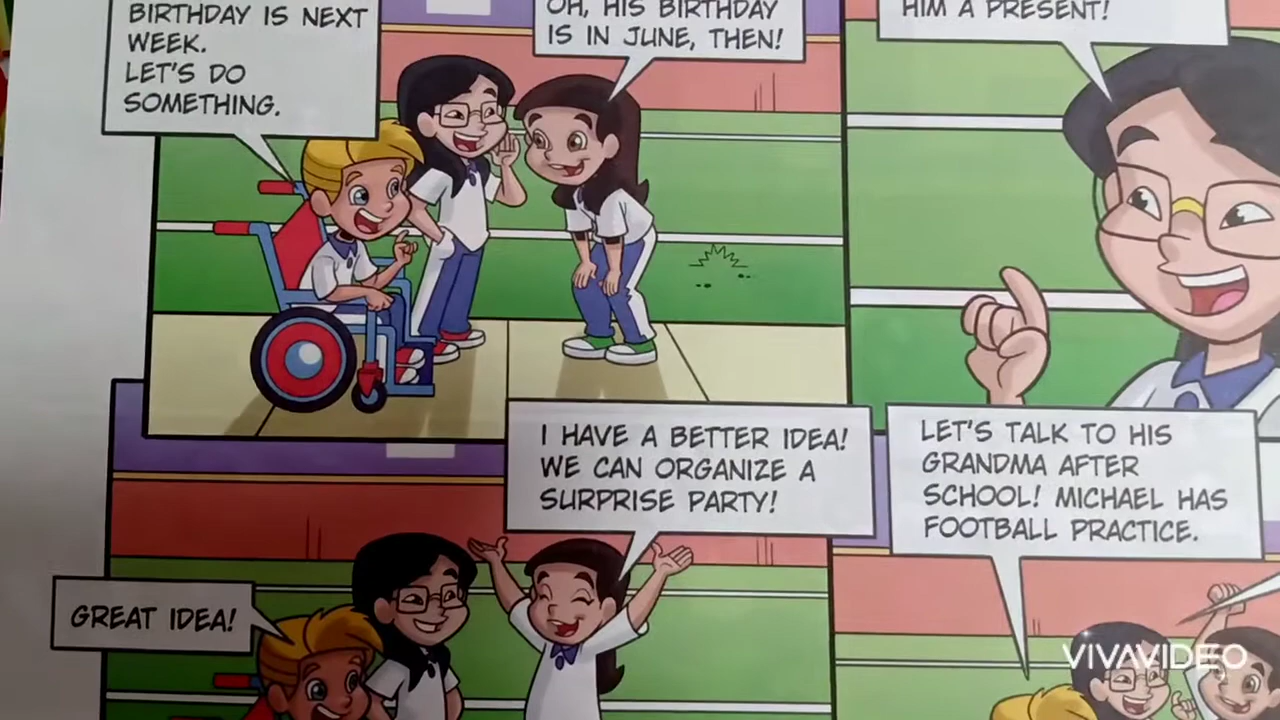 BIRTHDAY IS NEXT
WEEK.
LET'S DO
SOMETHING.
OH, HIS BIRTHDAY
IS IN JUNE, THEN!
HIM A PRESENT!
I HAVE A BETTER IDEA!
WE CAN ORGANIZE A
SURPRISE PARTY!
GREAT IDEA!
LET'S TALK TO HIS
GRANDMA AFTER
SCHOOL! MICHAEL HAS
FOOTBALL PRACTICE.
VIVAVIDEO